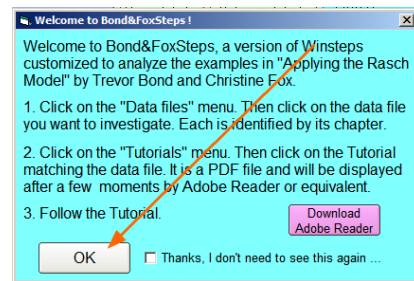 Welcome to Bond&FoxSteps !
Welcome to Bond&FoxSteps, a version of Winsteps
customized to analyze the examples in "Applying the Rasch
Model" by Trevor Bond and Christine Fox.
1. Click on the "Data files" menu. Then click on the data file
you want to investigate. Each is identified by its chapter.
2. Click on the "Tutorials" menu. Then click on the Tutorial
matching the data file. It is a PDF file and will be displayed
after a few moments by Adobe Reader or equivalent.
3. Follow the Tutorial.
Download
Adobe Reader
OK
Thanks, I don't need to see this again ...